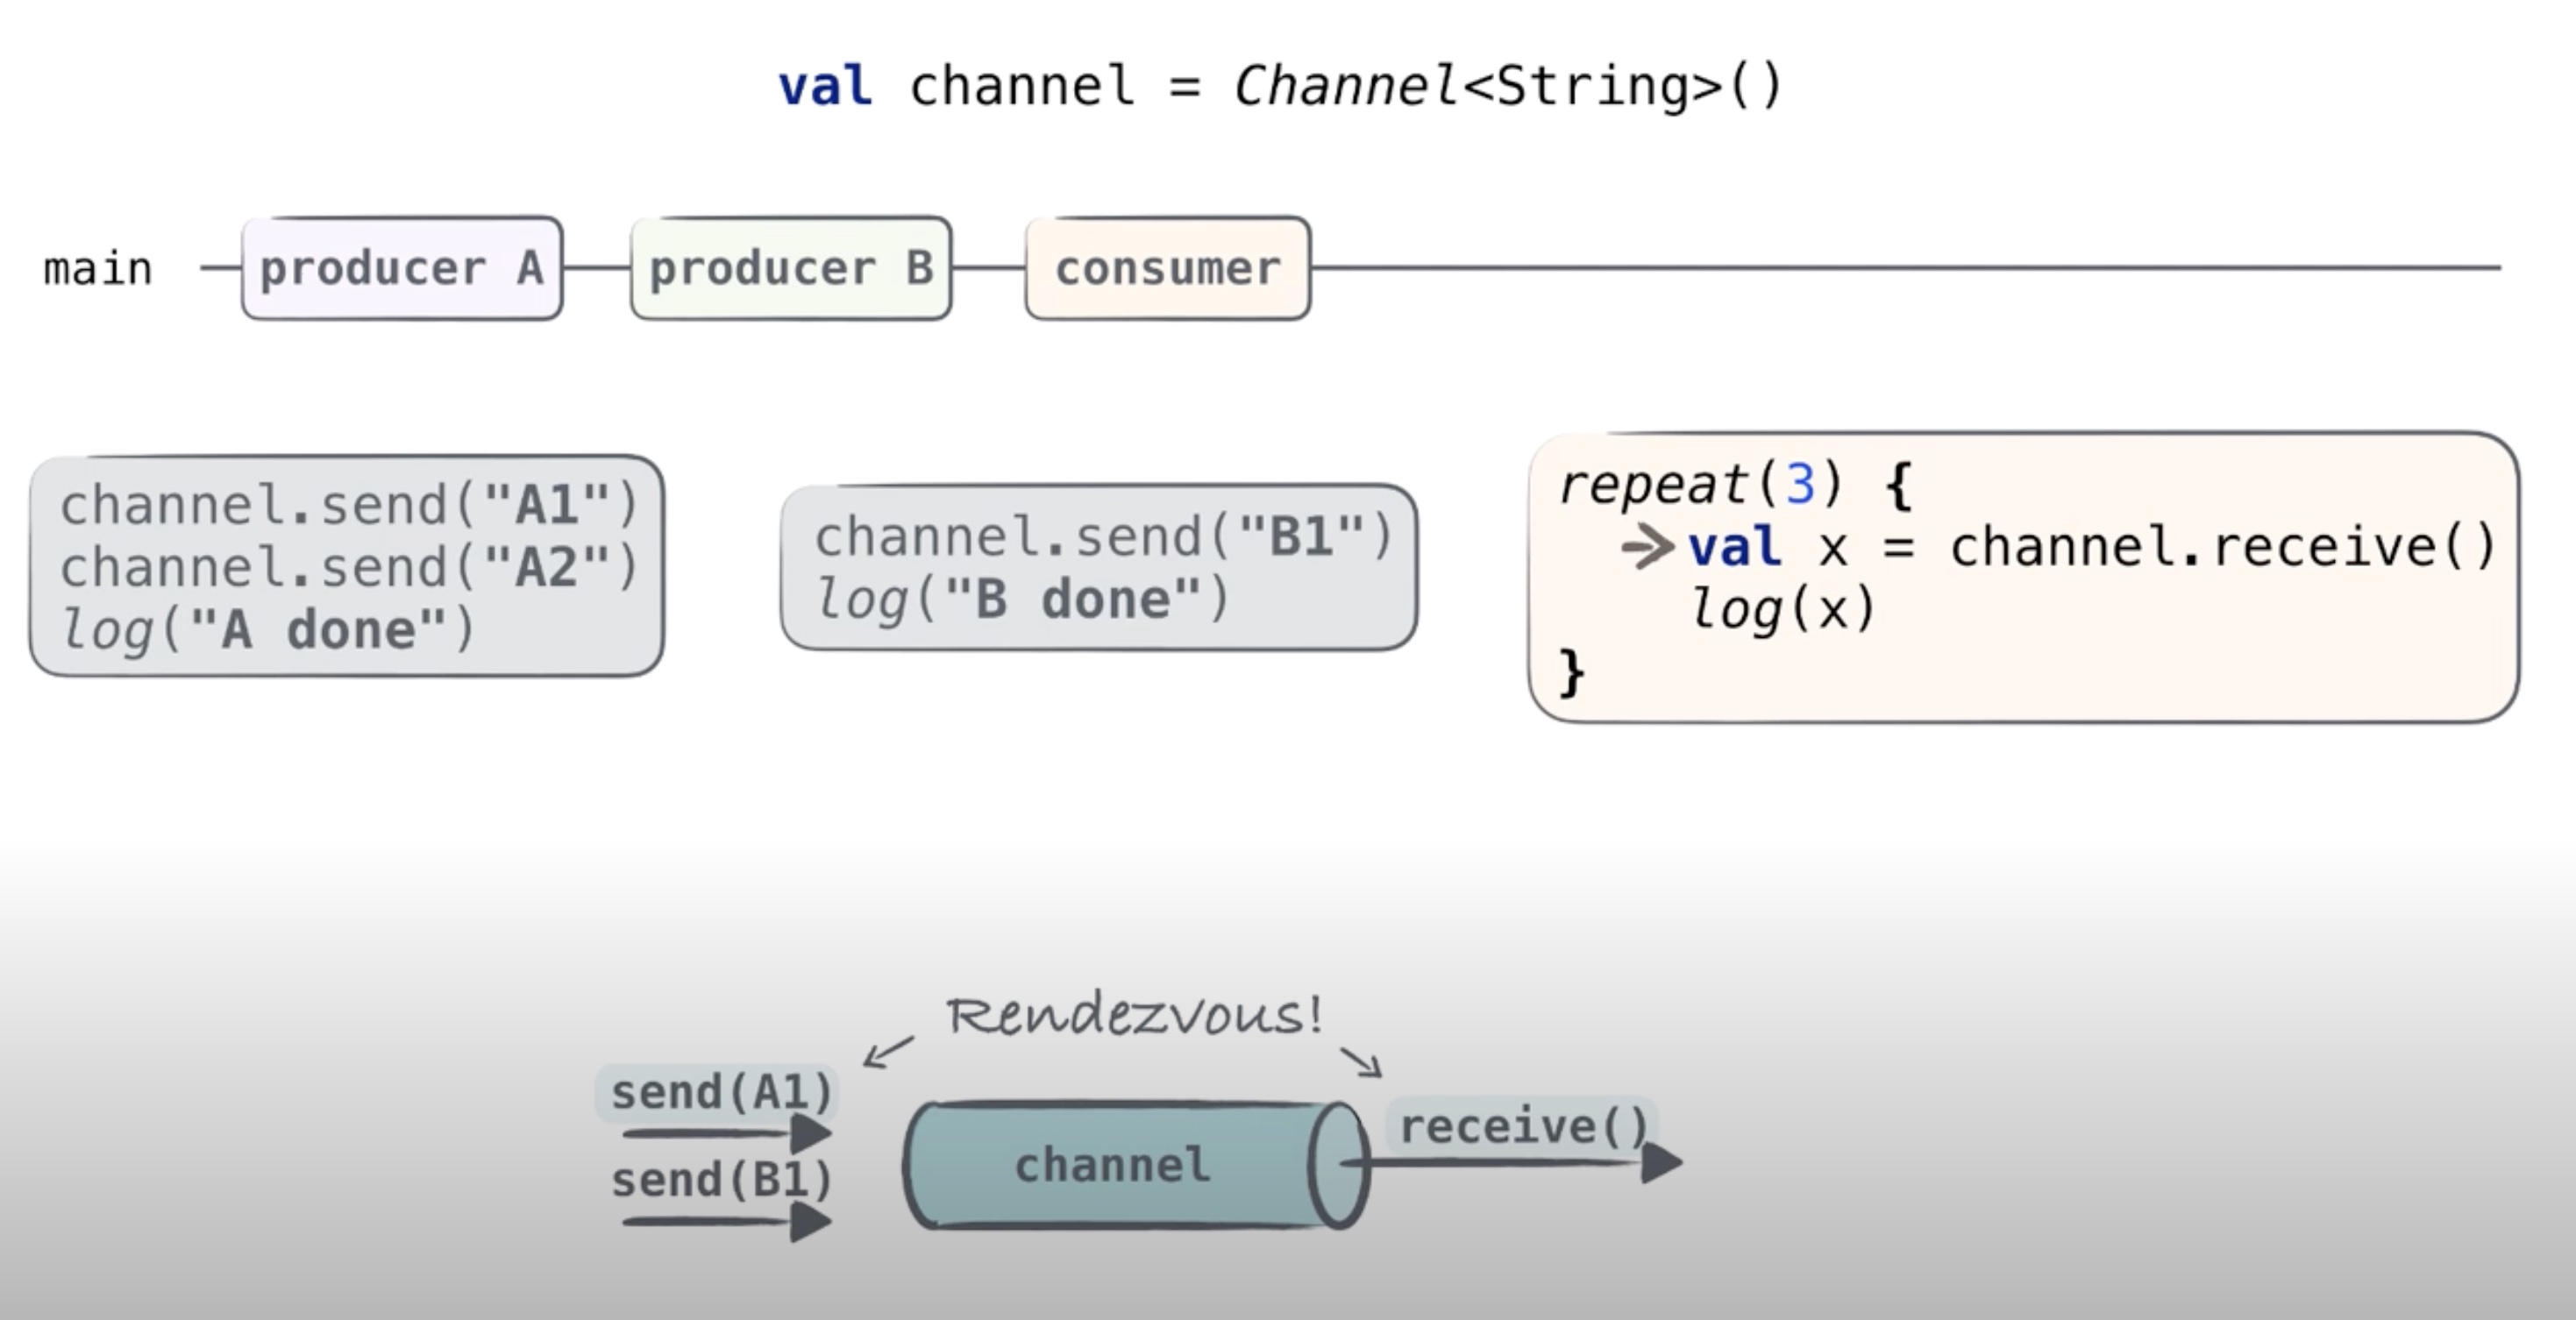 val channel = Channel<String>()
main producer A producer B consumer
channel.send("A1")
channel.send("A2")
log("A done")
channel.send("B1")
log("B done")
repeat(3) {
val x = channel.receive()
log(x)
}
Rendezvous!
send(A1)
send(B1)
channel
receive()